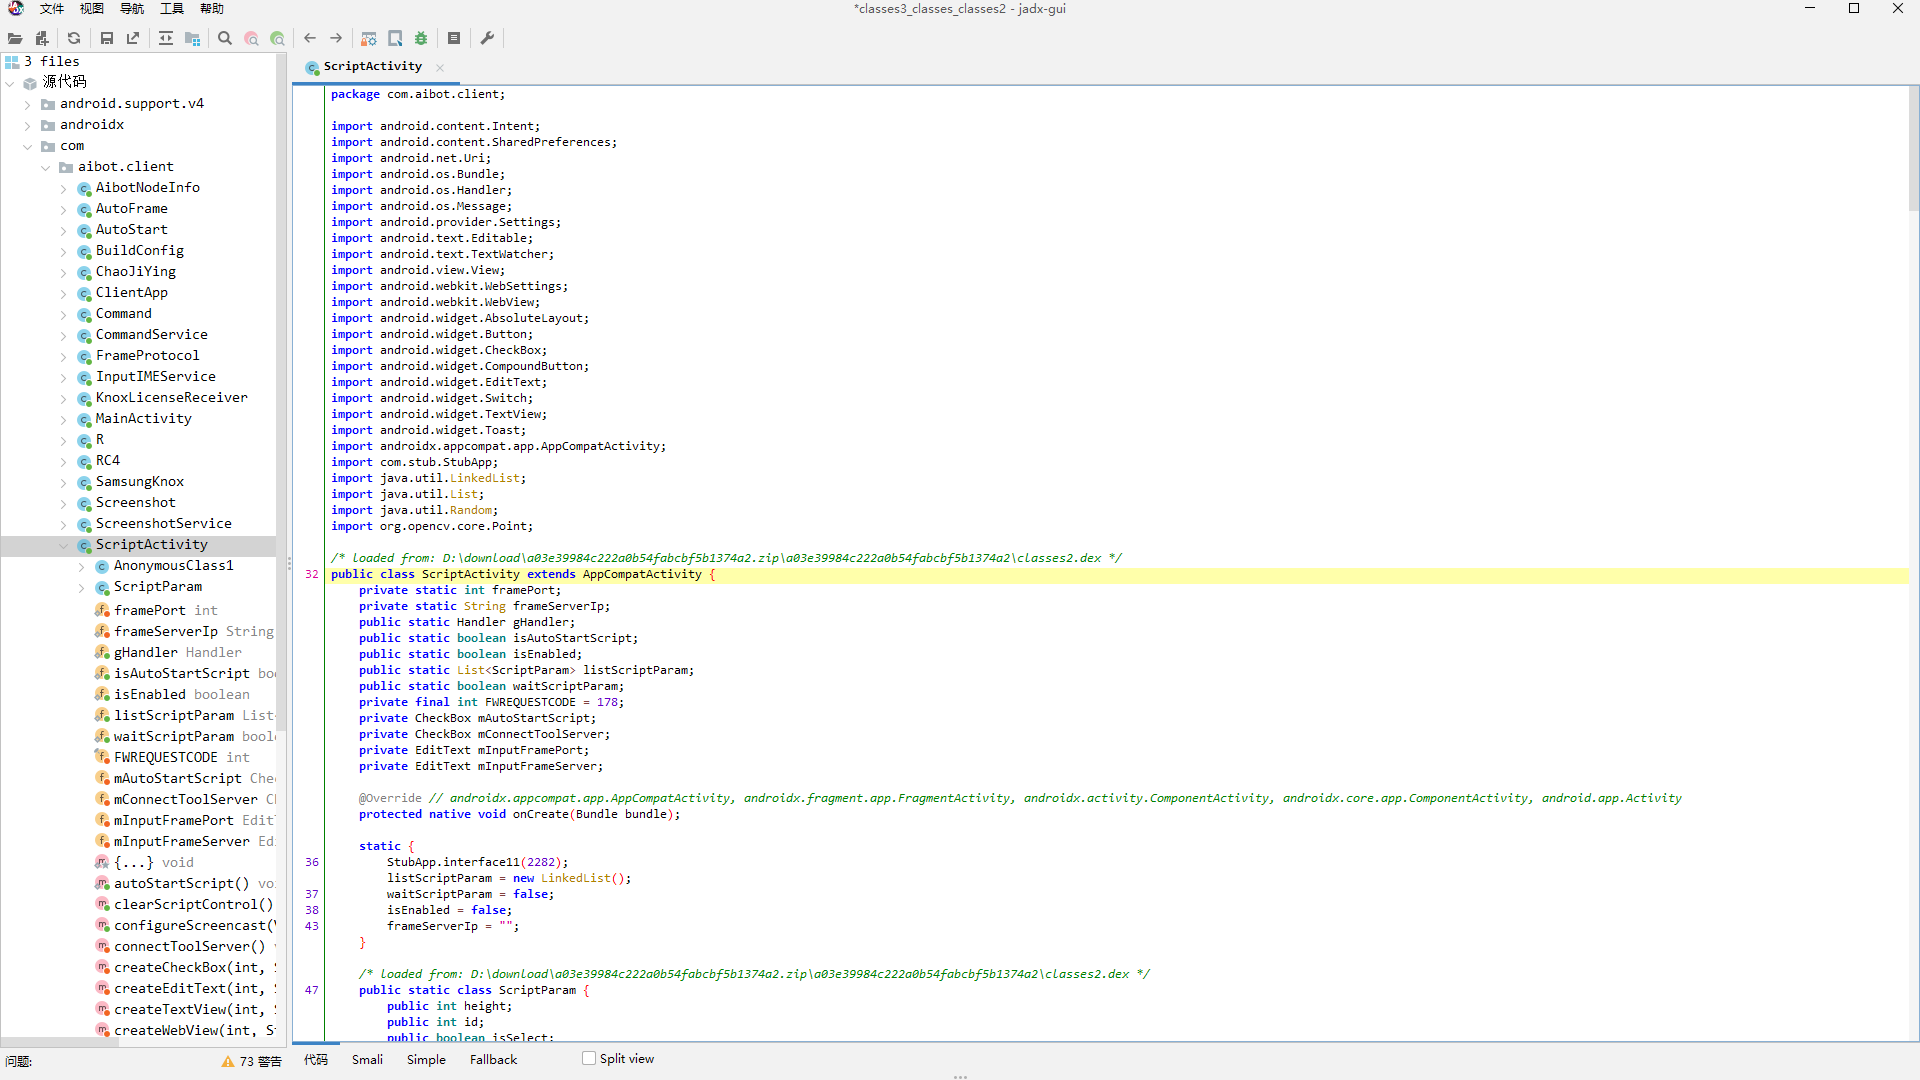 文件 视图 导航 工具 帮助
*classes3_classes_classes2 - jadx-gui
3 files
源代码
android.support.v4
androidx
com
aibot.client
AibotNodeInfo
AutoFrame
AutoStart
BuildConfig
ChaoJiYing
ClientApp
Command
CommandService
FrameProtocol
InputIMEService
KnoxLicenseReceiver
MainActivity
R
RC4
SamsungKnox
Screenshot
ScreenshotService
ScriptActivity
AnonymousClass1
ScriptParam
framePort int
frameServerIp String
gHandler Handler
isAutoStartScript boo
isEnabled boolean
listScriptParam List
waitScriptParam bool
FWREQUESTCODE int
mAutoStartScript Che
mConnectToolServer C
mInputFramePort Edit
mInputFrameServer Ed
{...} void
autoStartScript() vo
clearScriptControl()
configureScreencast(
connectToolServer()
createCheckBox(int, S
createEditText(int, S
createTextView(int, S
createWebView(int, St
问题:
73 警告
ScriptActivity
package com.aibot.client;
import android.content.Intent;
import android.content.SharedPreferences;
import android.net.Uri;
import android.os.Bundle;
import android.os.Handler;
import android.os.Message;
import android.provider.Settings;
import android.text.Editable;
import android.text.TextWatcher;
import android.view.View;
import android.webkit.WebSettings;
import android.webkit.WebView;
import android.widget.AbsoluteLayout;
import android.widget.Button;
import android.widget.CheckBox;
import android.widget.CompoundButton;
import android.widget.EditText;
import android.widget.Switch;
import android.widget.TextView;
import android.widget.Toast;
import androidx.appcompat.app.AppCompatActivity;
import com.stub.StubApp;
import java.util.LinkedList;
import java.util.List;
import java.util.Random;
import org.opencv.core.Point;
/* loaded from: D:\download\a03e39984c222a0b54fabcbf5b1374a2.zip\a03e39984c222a0b54fabcbf5b1374a2\classes2.dex */
32 public class ScriptActivity extends AppCompatActivity {
private static int framePort;
private static String frameServerIp;
public static Handler gHandler;
public static boolean isAutoStartScript;
public static boolean isEnabled;
public static List<ScriptParam> listScriptParam;
public static boolean waitScriptParam;
private final int FWREQUESTCODE = 178;
private CheckBox mAutoStartScript;
private CheckBox mConnectToolServer;
private EditText mInputFramePort;
private EditText mInputFrameServer;
@Override // androidx.appcompat.app.AppCompatActivity, androidx.fragment.app.FragmentActivity, androidx.activity.ComponentActivity, androidx.core.app.ComponentActivity, android.app.Activity
protected native void onCreate(Bundle bundle);
static {
36 StubApp.interface11(2282);
listScriptParam = new LinkedList();
37 waitScriptParam = false;
38 isEnabled = false;
43 frameServerIp = "";
}
/* loaded from: D:\download\a03e39984c222a0b54fabcbf5b1374a2.zip\a03e39984c222a0b54fabcbf5b1374a2\classes2.dex */
47 public static class ScriptParam {
public int height;
public int id;
public boolean isSelect;
代码 Smali Simple Fallback Split view